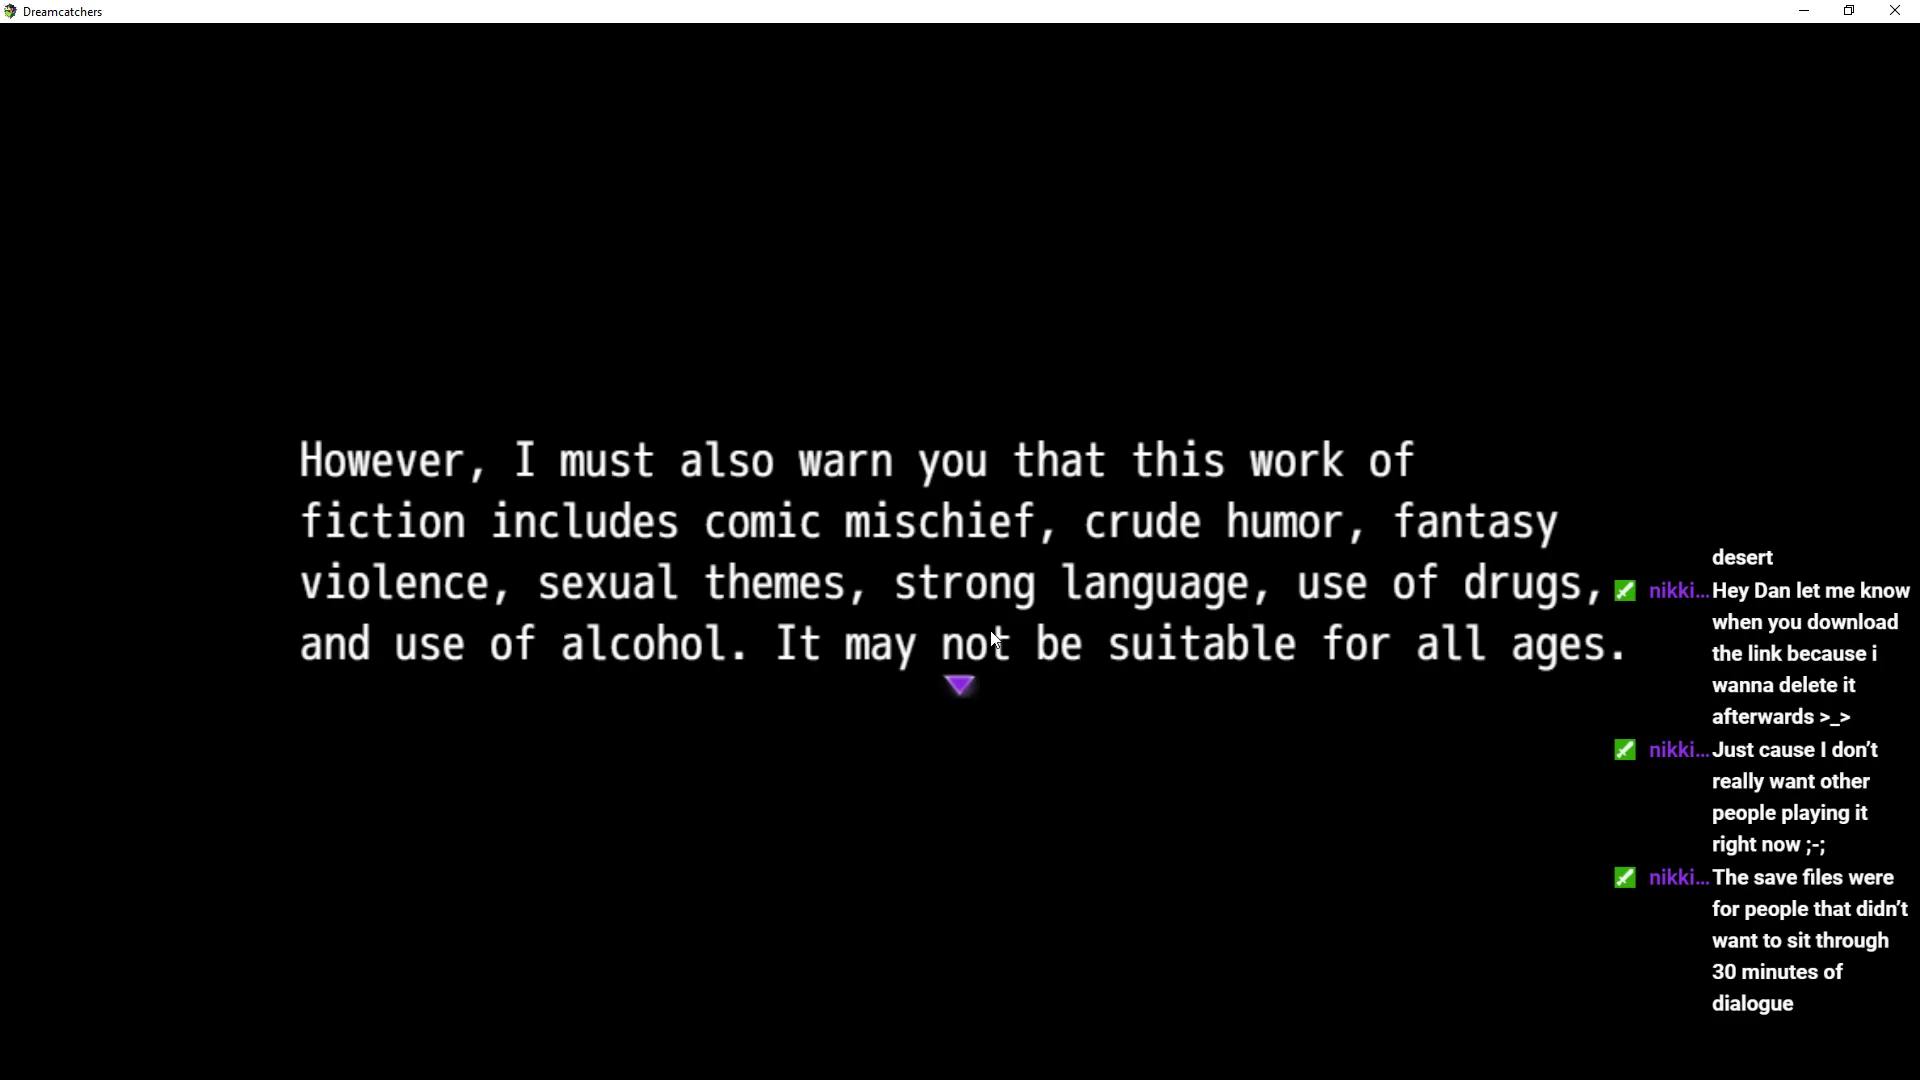 Dreamcatchers
However, I must also warn you that this work of
fiction includes comic mischief, crude humor, fantasy
violence, sexual themes, strong language, use of drugs,
and use of alcohol. It may not be suitable for all ages.
desert
nikki... Hey Dan let me know
when you download
the link because i
wanna delete it
afterwards >_>
nikki... Just cause I don't
really want other
people playing it
right now ;-;
nikki... The save files were
for people that didn't
want to sit through
30 minutes of
dialogue